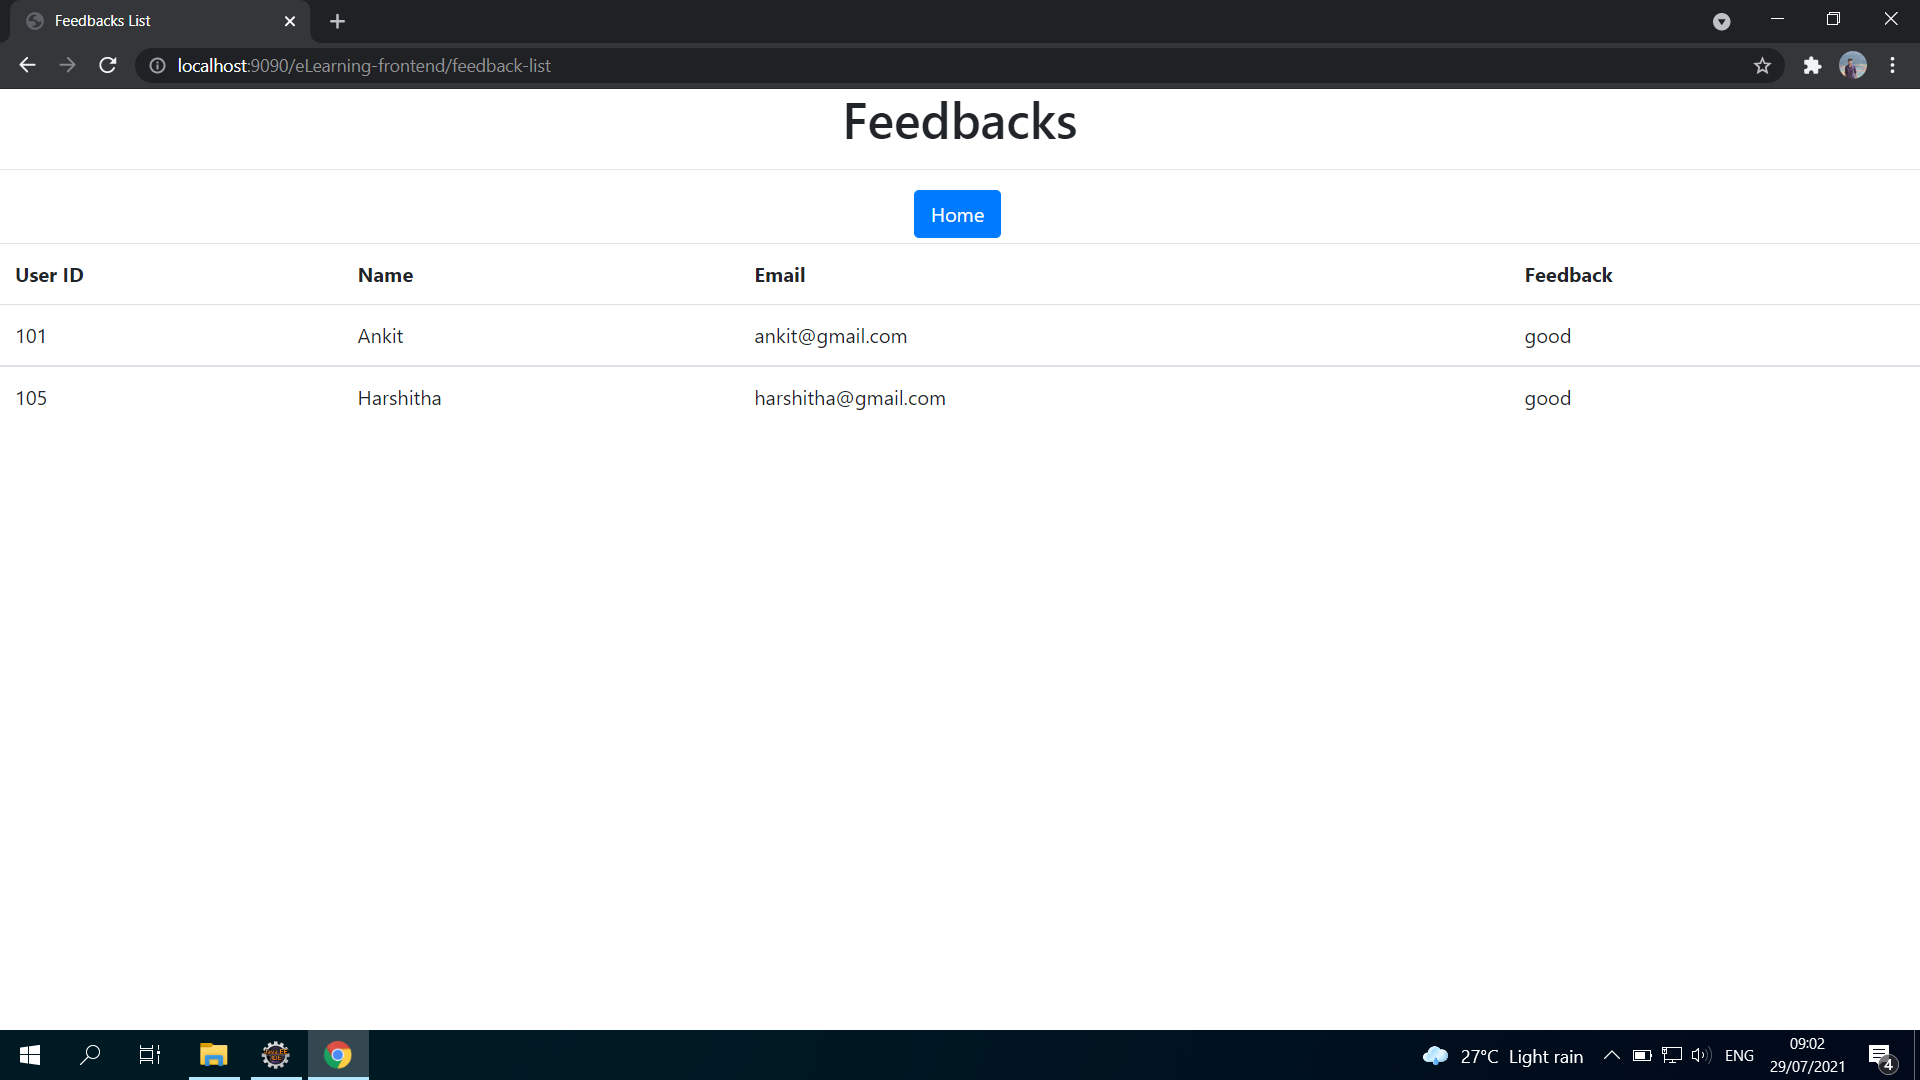 Feedbacks List
localhost:9090/eLearning-frontend/feedback-list
Feedbacks
Home
User ID Name Email Feedback
101 Ankit ankit@gmail.com good
105 Harshitha harshitha@gmail.com good
27°C Light rain ENG 09:02
29/07/2021 4